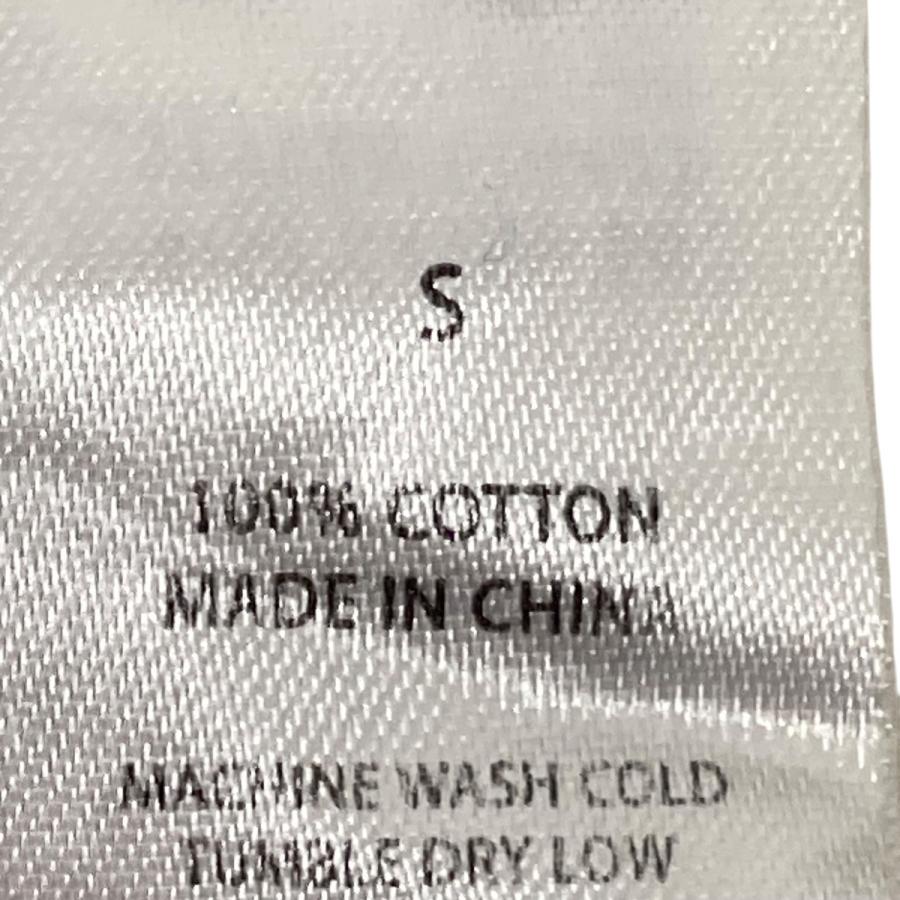 S
100% COTTON
MADE IN CHINA
MACHINE WASH COLD
TUMBLE DRY LOW